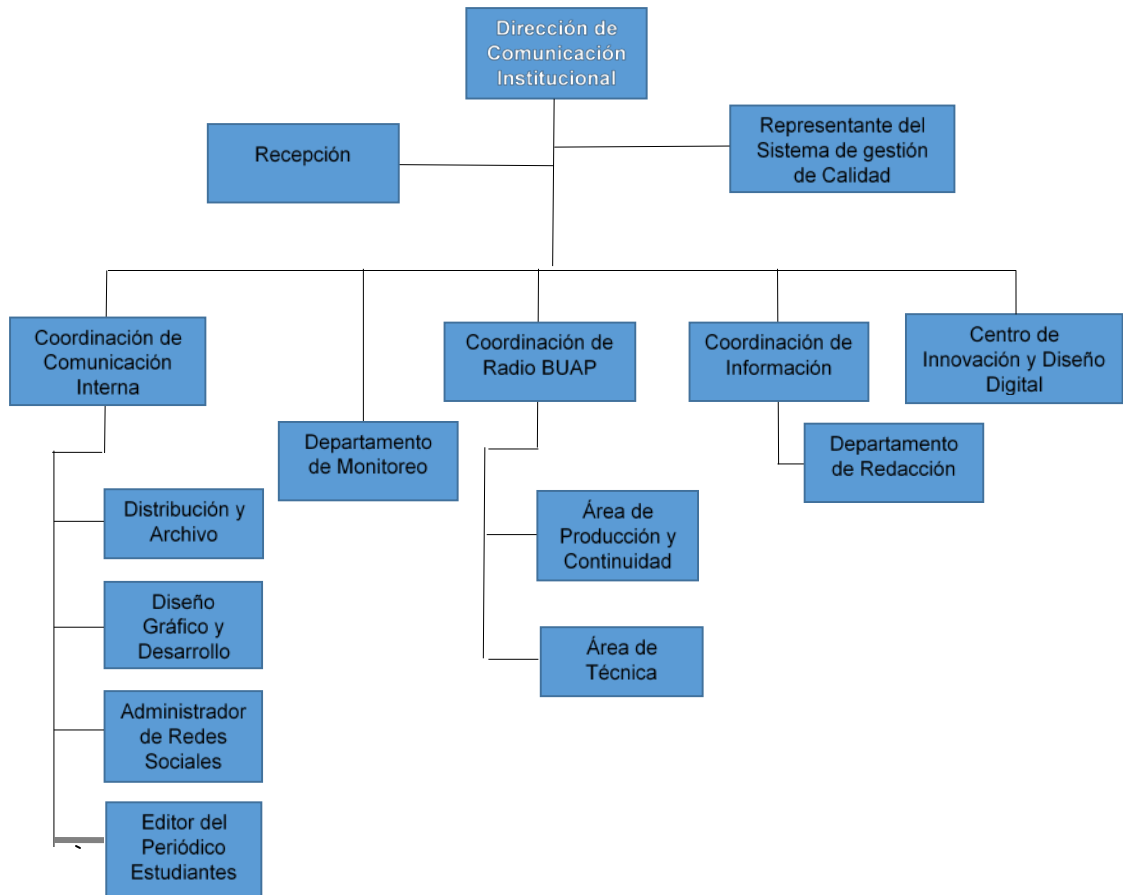 Dirección de
Comunicación
Institucional
Recepción
Representante del
Sistema de gestión
de Calidad
Coordinación de
Comunicación
Interna
Departamento
de Monitoreo
Coordinación de
Radio BUAP
Coordinación de
Información
Centro de
Innovación y Diseño
Digital
Distribución y
Archivo
Diseño
Gráfico y
Desarrollo
Administrador
de Redes
Sociales
Editor del
Periódico
Estudiantes
Área de
Producción y
Continuidad
Área de
Técnica
Departamento
de Redacción